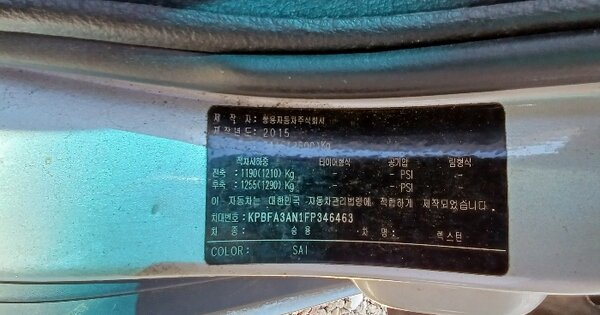 제 작 자: 쌍용자동차주식회사
제작년도: 2015
적차시하중 타이어형식 공기압 림형식
전축: 1190(1210) Kg - - PSI -
후축: 1255(1290) Kg - - PSI -
이 자동차는 대한민국 자동차관리법령에 적합하게 제작되었습니다.
차대번호: KPBFA3AN1FP346463
차 종: 승용 차 명: 렉스턴
COLOR: SAI